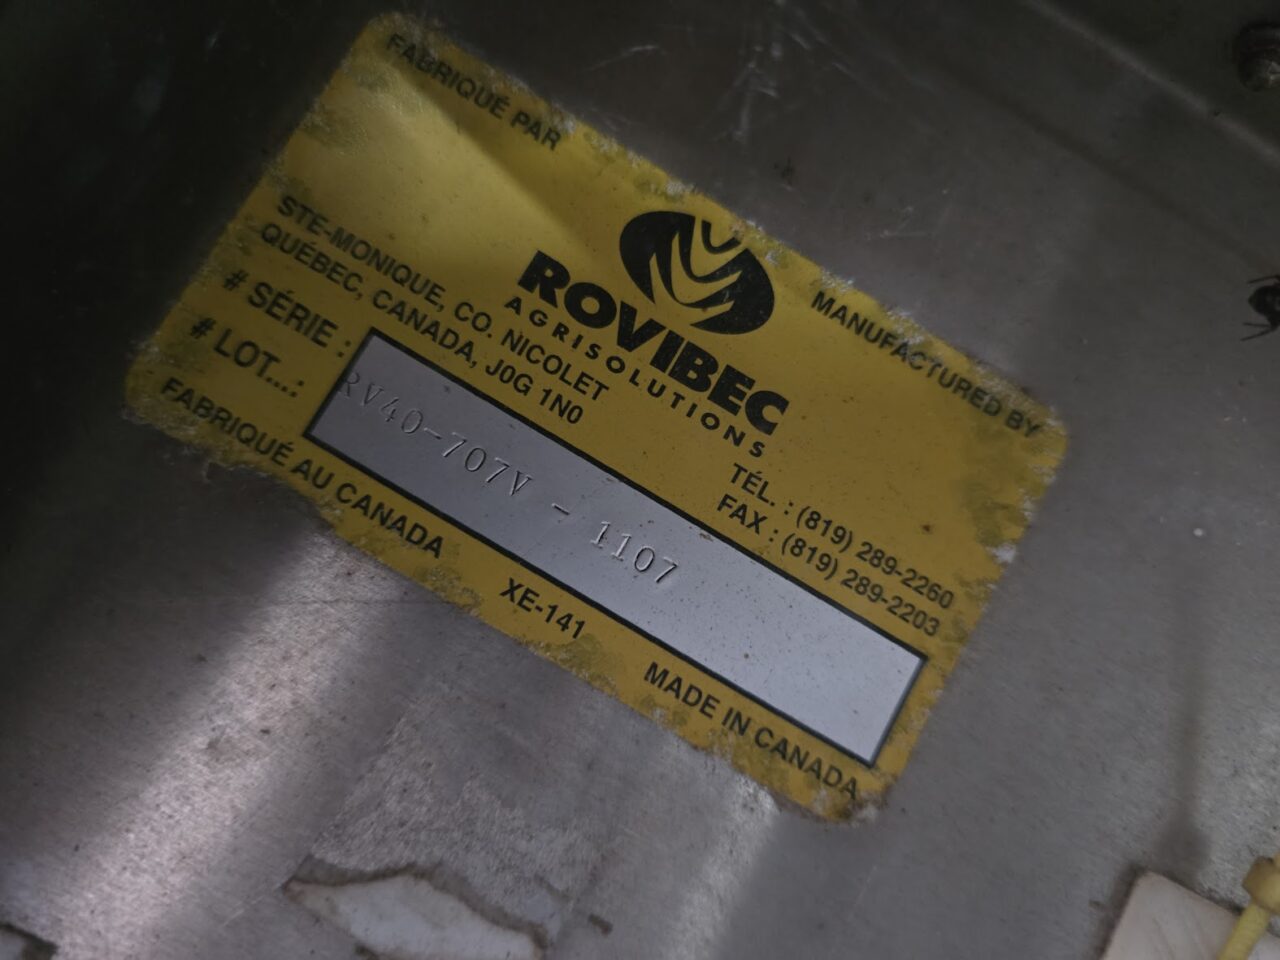 FABRIQUÉ PAR
MANUFACTURED BY
ROVIBEC
AGRISOLUTIONS
STE-MONIQUE, CO. NICOLET
QUÉBEC, CANADA, J0G 1N0
TÉL. : (819) 289-2260
FAX : (819) 289-2203
# SÉRIE :
# LOT...:
RV40-707V - 1107
FABRIQUÉ AU CANADA
XE-141
MADE IN CANADA